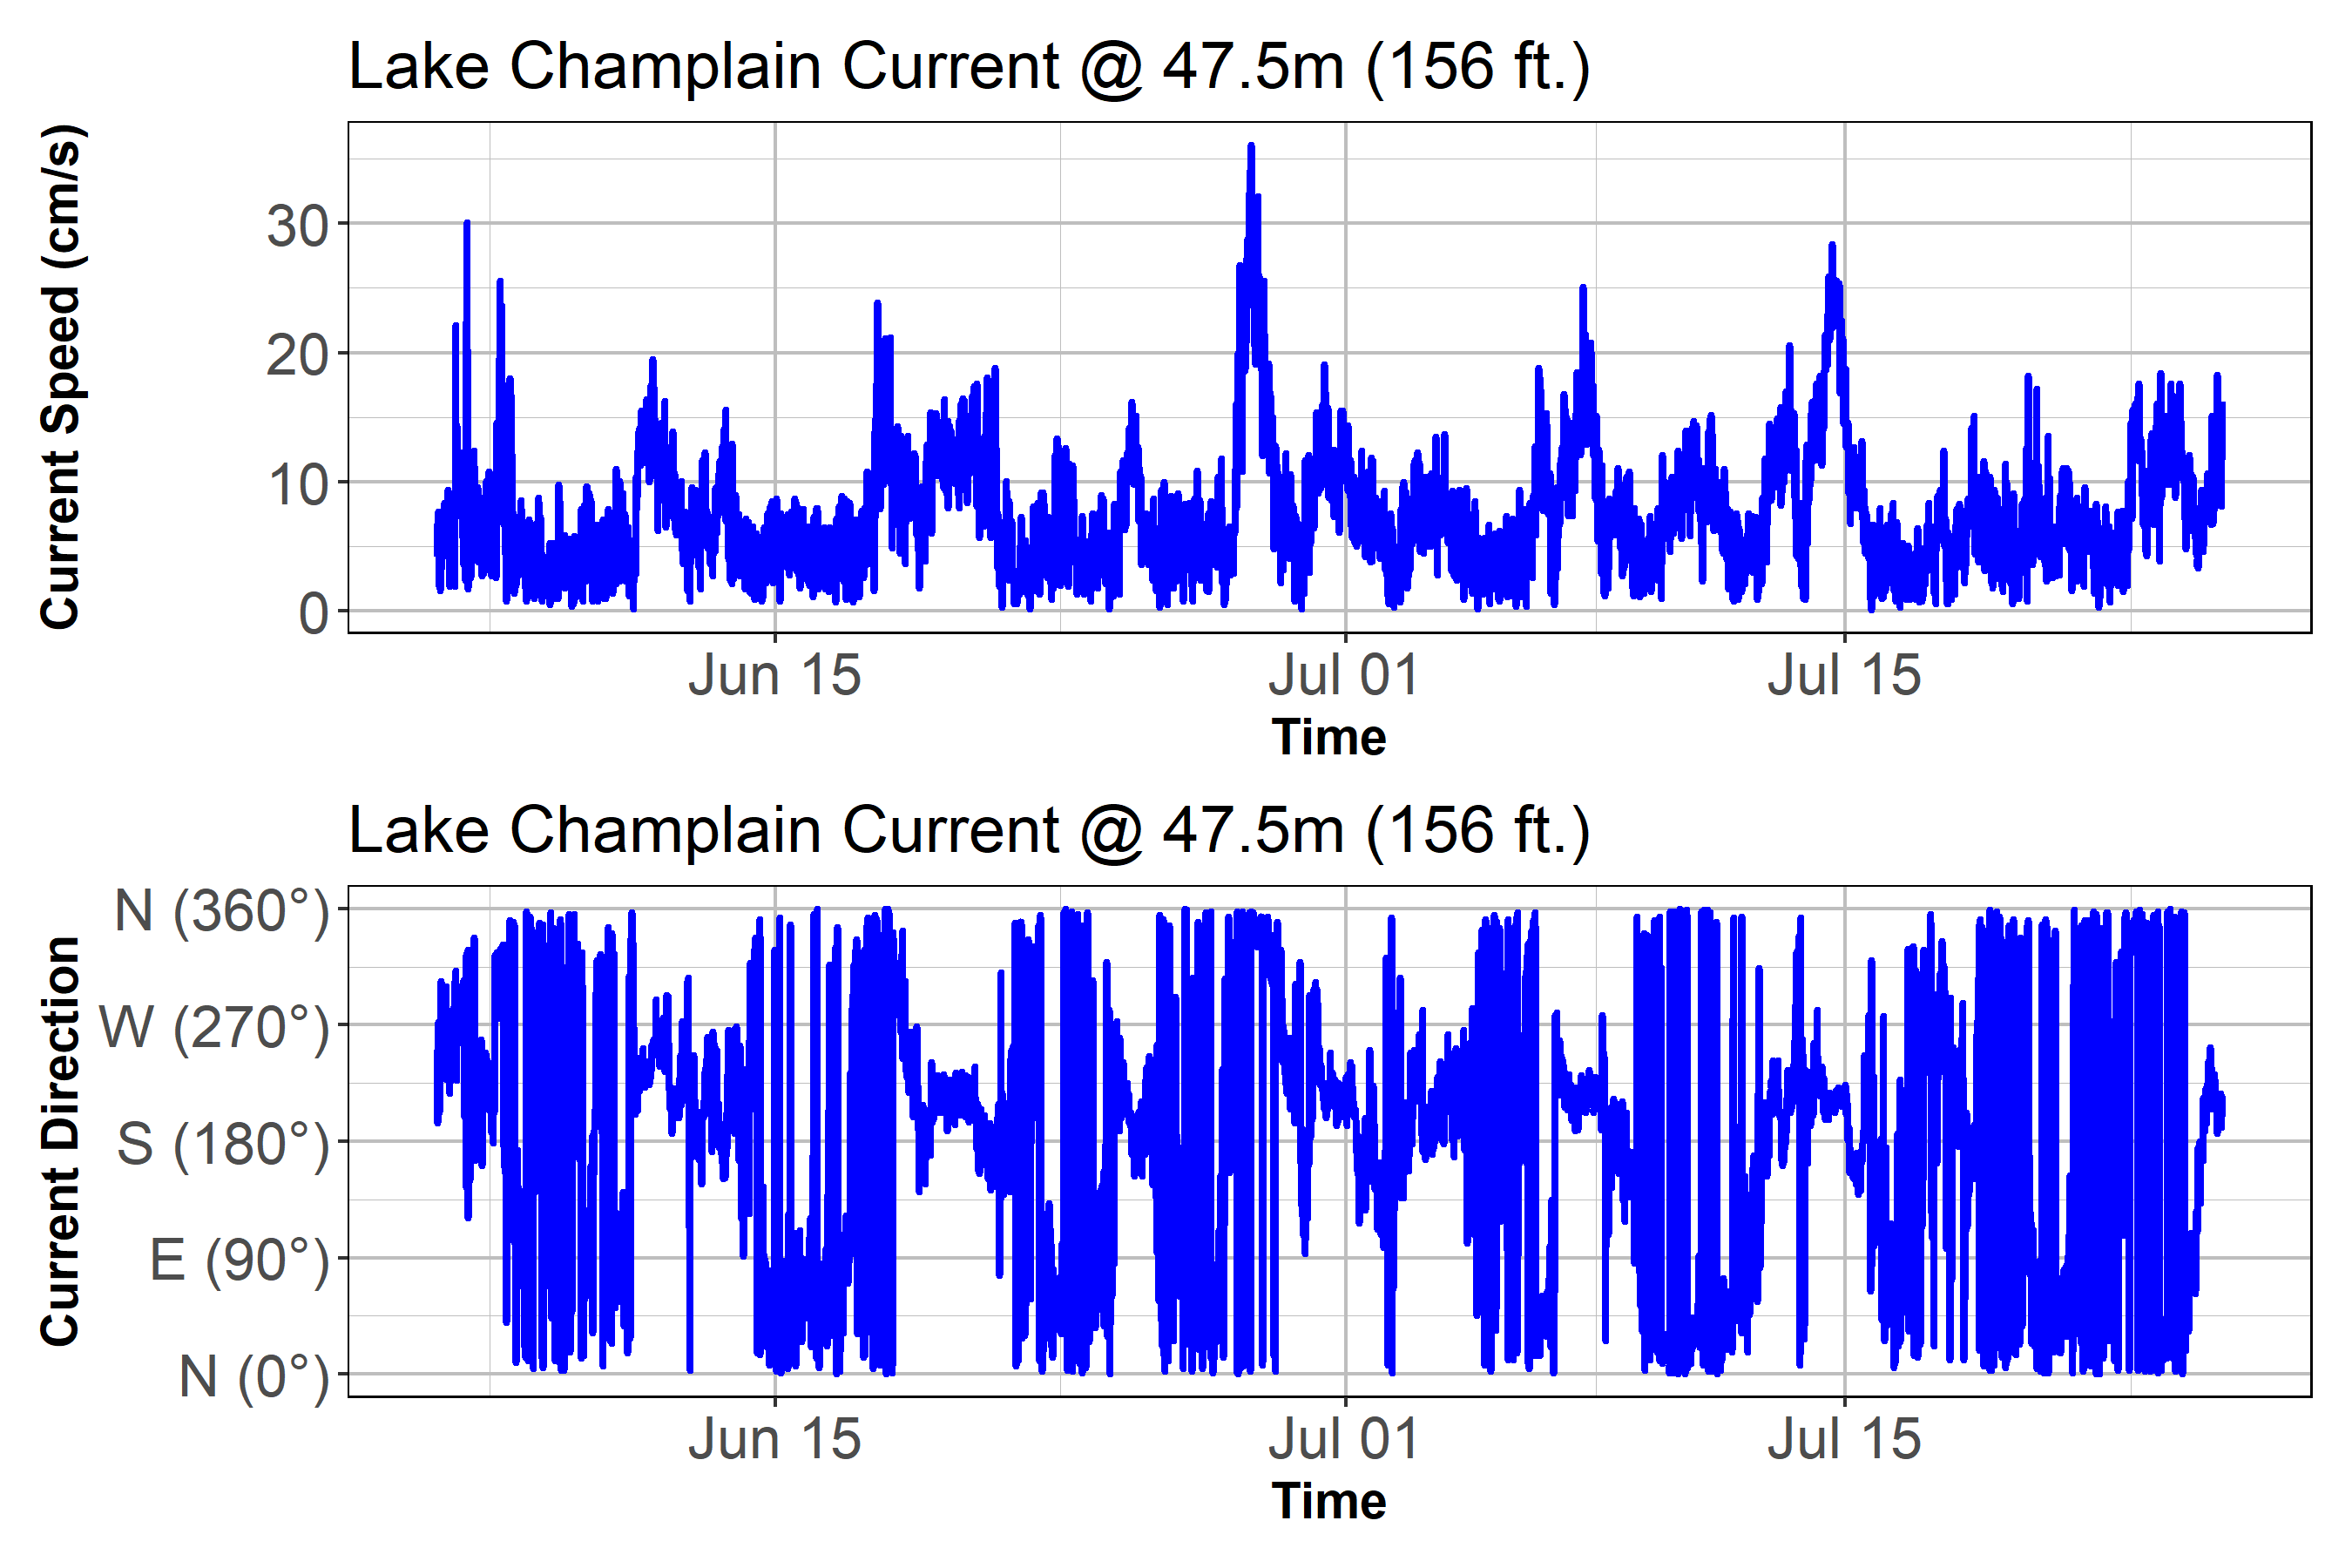 Lake Champlain Current @ 47.5m (156 ft.)
Current Speed (cm/s)
30
20
10
0
Jun 15 Jul 01 Jul 15
Time
Lake Champlain Current @ 47.5m (156 ft.)
Current Direction
N (360°)
W (270°)
S (180°)
E (90°)
N (0°)
Jun 15 Jul 01 Jul 15
Time